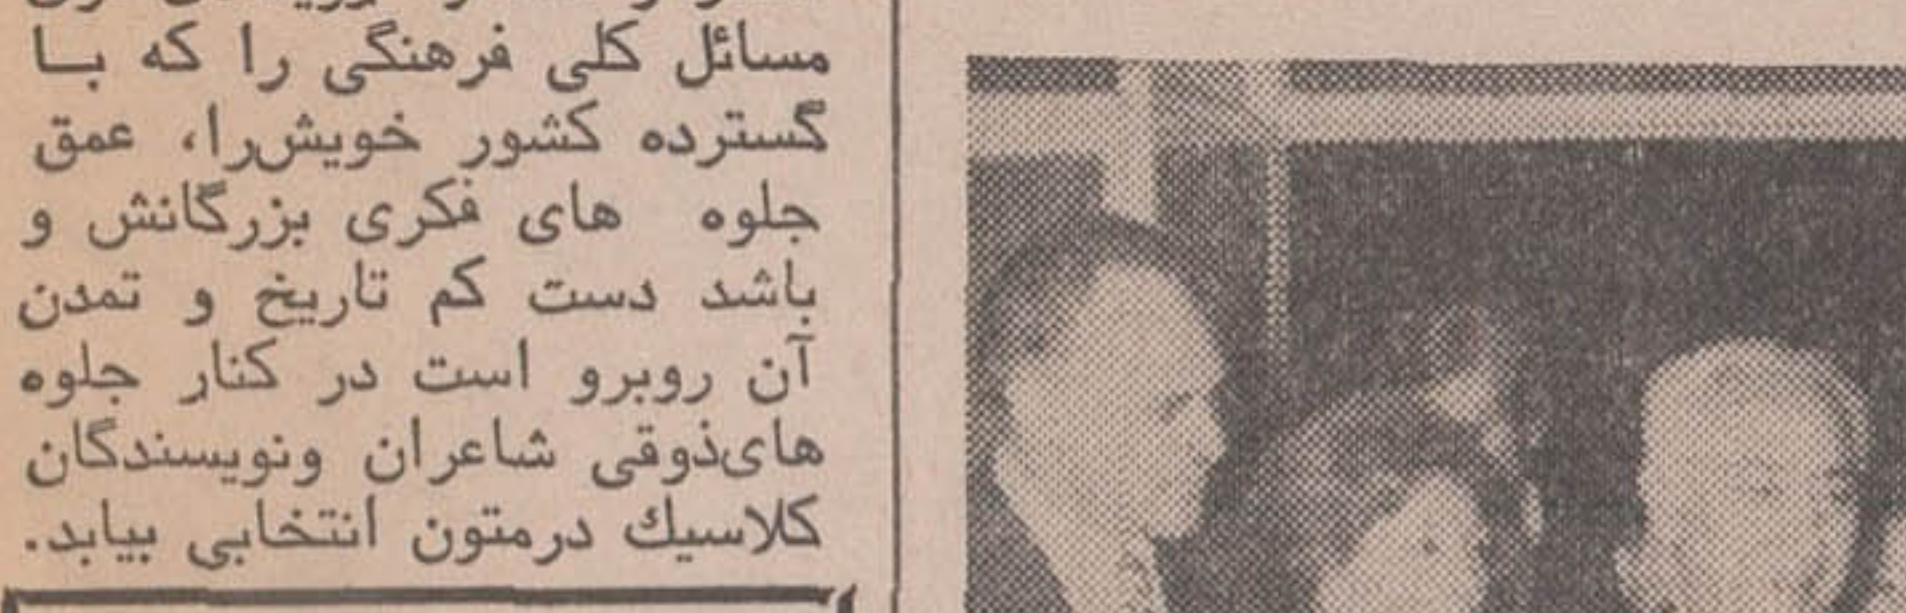 مسائل کلی فرهنگی را که بـا
گسترده کشور خویش‌را، عمق
جلوه های فکری بزرگانش و
باشد دست کم تاریخ و تمدن
آن روبرو است در کنار جلوه
های‌ذوقی شاعران ونویسندگان
کلاسیك درمتون انتخابی بیابد.